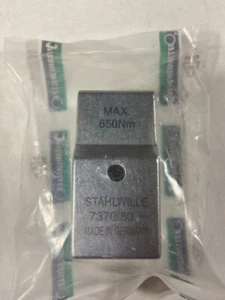 MAX
650Nm
STAHLWILLE
7370/80
MADE IN GERMANY